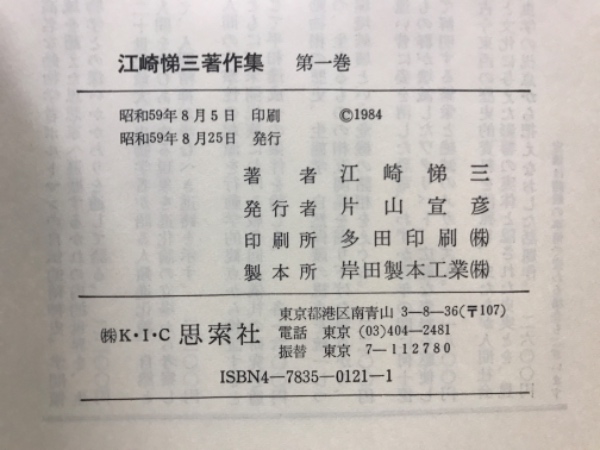 江崎悌三著作集 第一巻
昭和59年8月5日 印刷 ©1984
昭和59年8月25日 発行
著者 江崎悌三
発行者 片山宣彦
印刷所 多田印刷㈱
製本所 岸田製本工業㈱
東京都港区南青山 3-8-36(〒107)
㈱K・I・C 思索社 電話 東京 (03)404-2481
振替 東京 7-112780
ISBN4-7835-0121-1